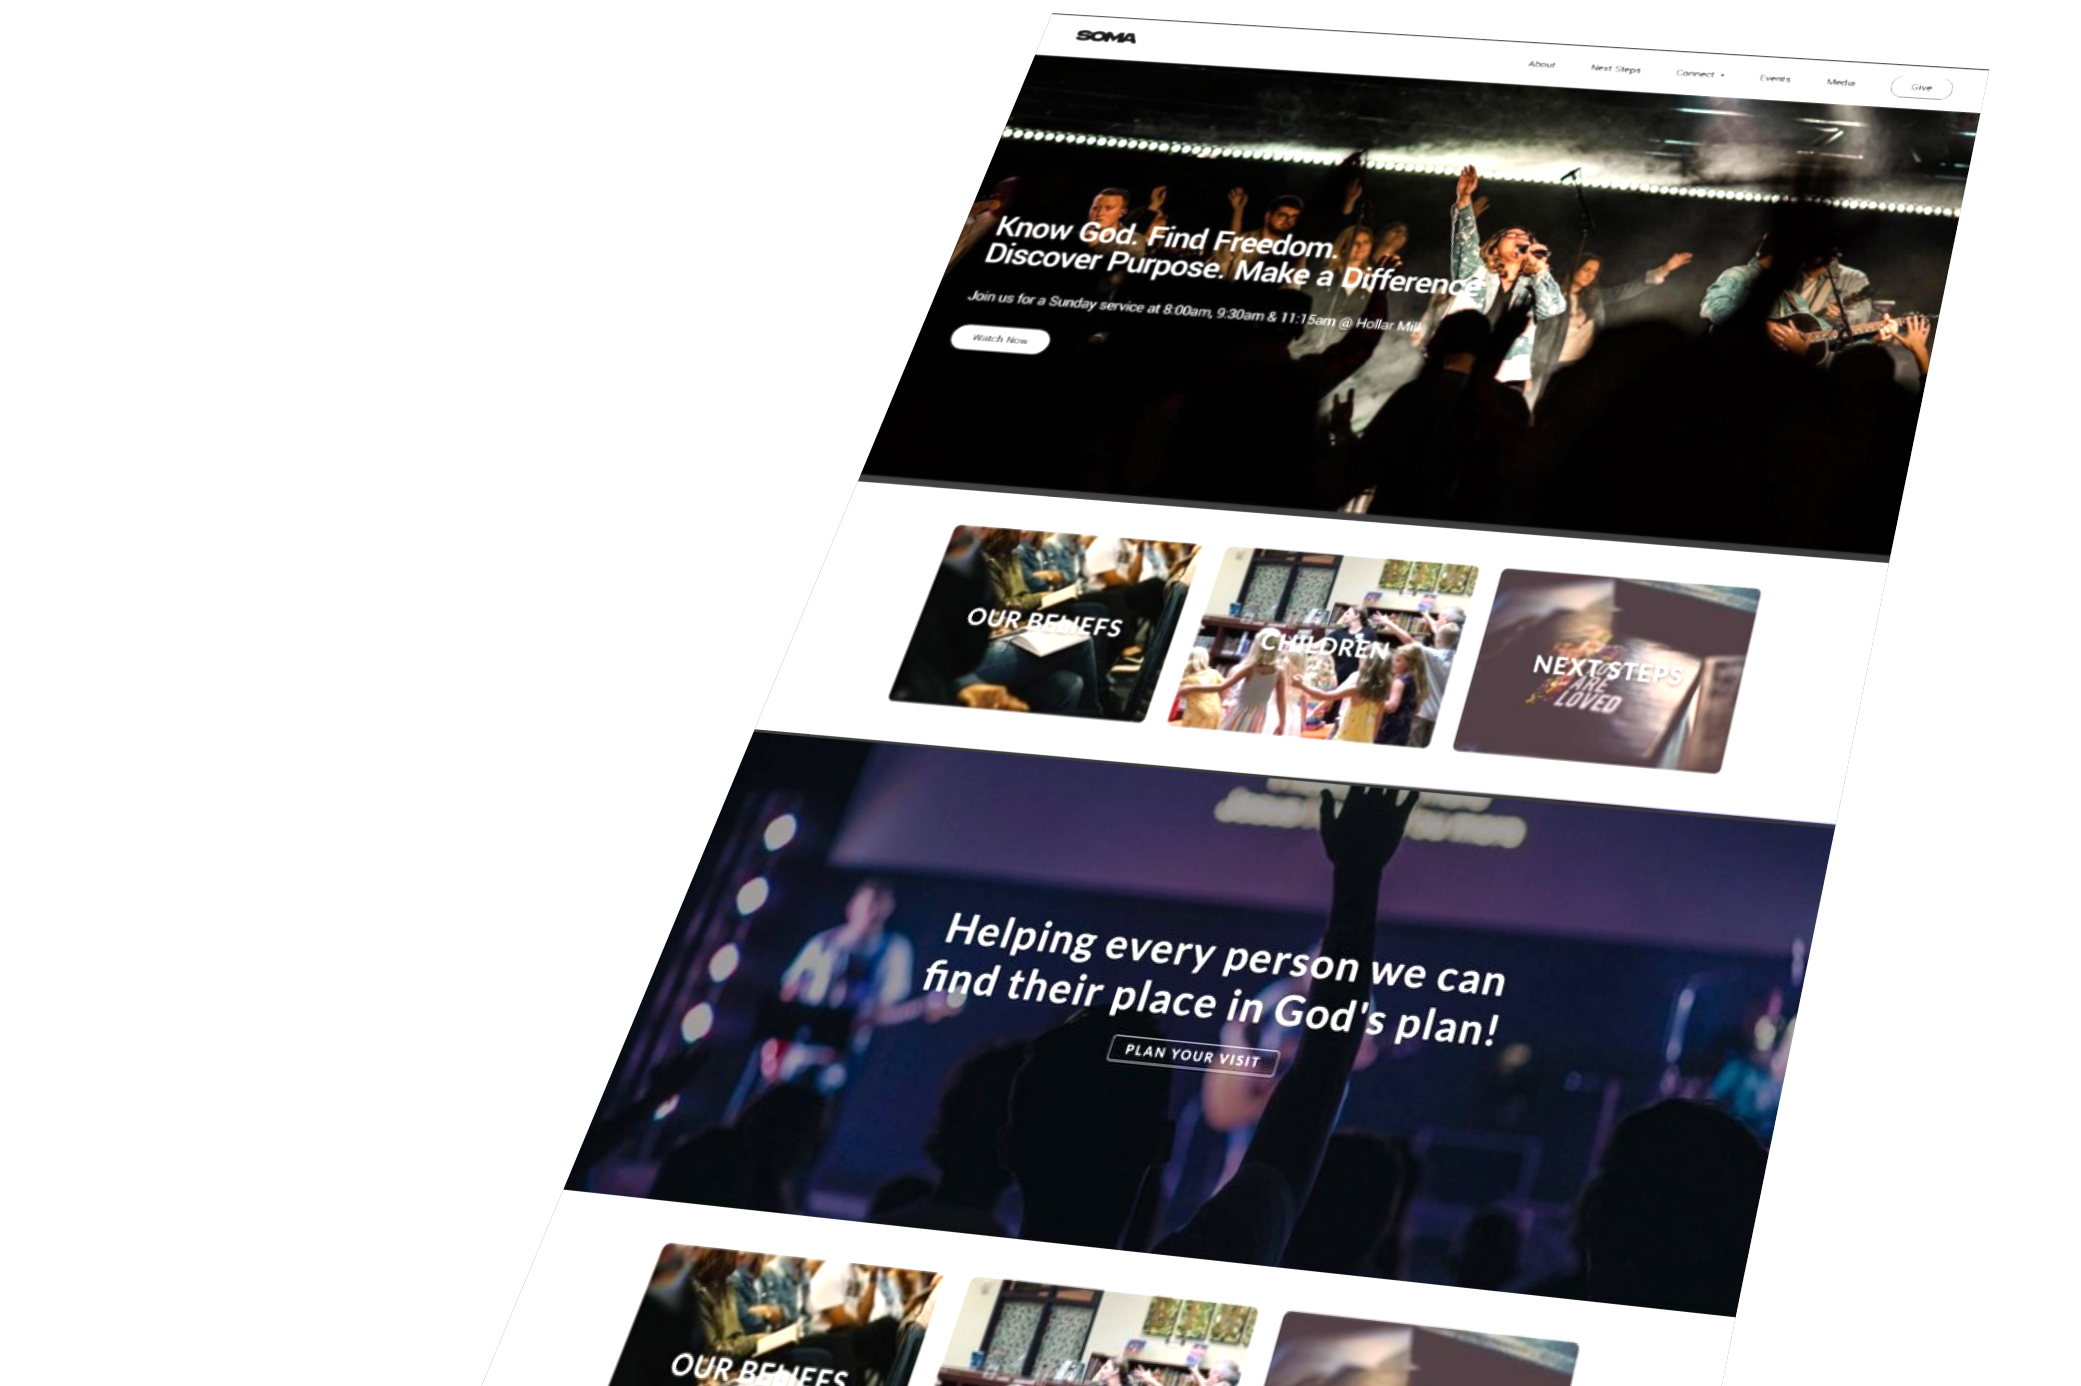 SOMA
About Next Steps Connect Events Media Give
Know God. Find Freedom.
Discover Purpose. Make a Difference
Join us for a Sunday service at 8:00am, 9:30am & 11:15am @ Hollar Mill
Watch Now
OUR BELIEFS
CHILDREN
NEXT STEPS
ARE
LOVED
Helping every person we can
find their place in God's plan!
PLAN YOUR VISIT
OUR BELIEFS